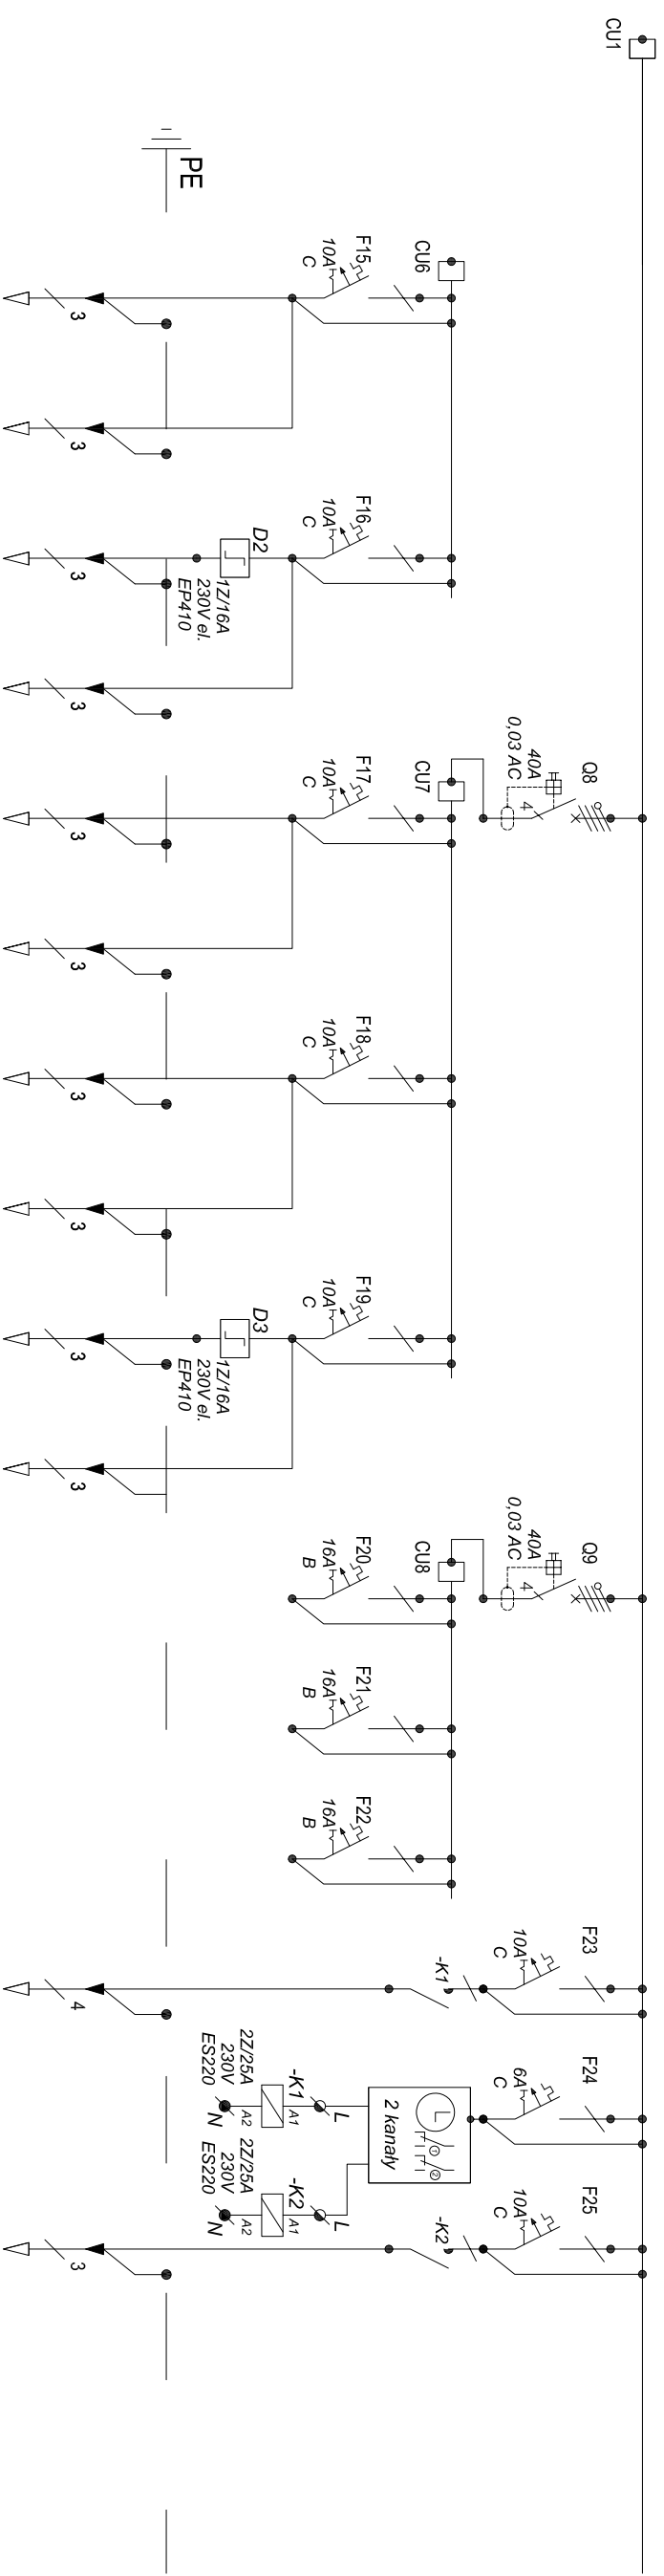 CU1
PE
CU6
F15
10A
C
3
3
F16
10A
C
D2
1Z/16A
230V el.
EP410
3
3
Q8
40A
0,03 AC
4
CU7
F17
10A
C
3
3
F18
10A
C
3
3
F19
10A
C
D3
1Z/16A
230V el.
EP410
3
3
Q9
40A
0,03 AC
4
CU8
F20
16A
B
F21
16A
B
F22
16A
B
F23
10A
C
-K1
4
F24
6A
C
2 kanały
1
2
L
-K1
A1
A2
2Z/25A
230V
ES220
N
L
-K2
A1
A2
2Z/25A
230V
ES220
N
F25
10A
C
-K2
3